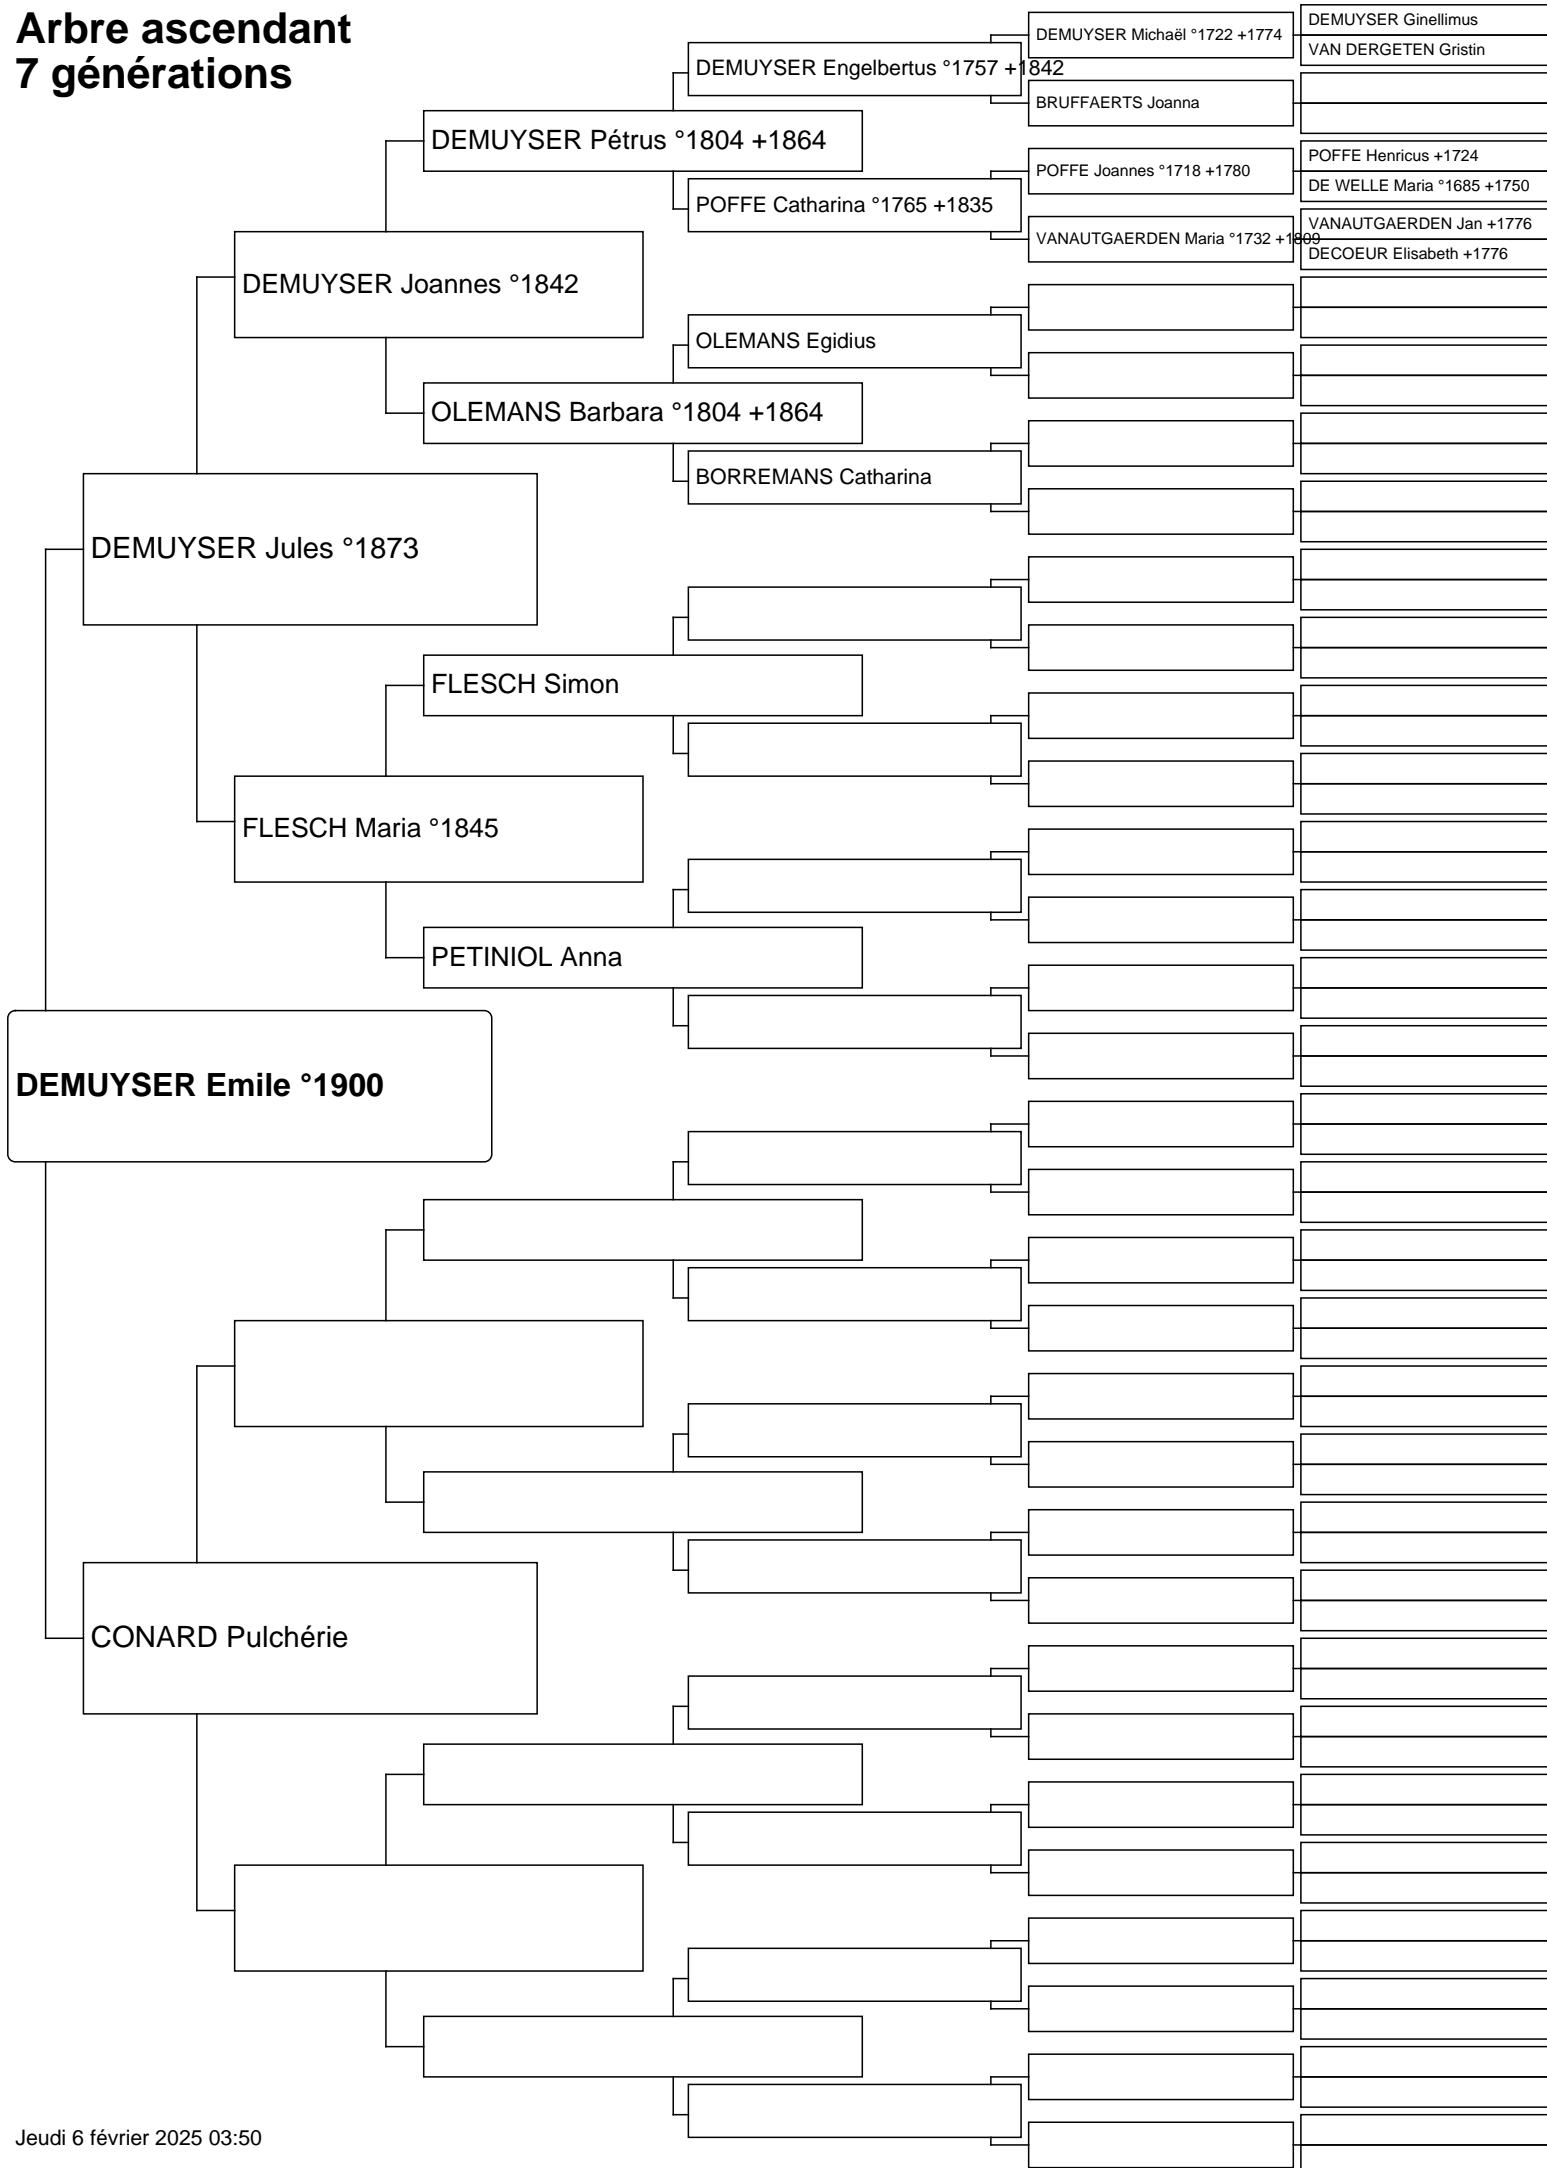 Arbre ascendant
7 générations
DEMUYSER Emile °1900
DEMUYSER Jules °1873
CONARD Pulchérie
DEMUYSER Joannes °1842
FLESCH Maria °1845
DEMUYSER Pétrus °1804 +1864
OLEMANS Barbara °1804 +1864
FLESCH Simon
PETINIOL Anna
DEMUYSER Engelbertus °1757 +1842
POFFE Catharina °1765 +1835
OLEMANS Egidius
BORREMANS Catharina
DEMUYSER Michaël °1722 +1774
BRUFFAERTS Joanna
POFFE Joannes °1718 +1780
VANAUTGAERDEN Maria °1732 +1809
DEMUYSER Ginellimus
VAN DERGETEN Gristin
POFFE Henricus +1724
DE WELLE Maria °1685 +1750
VANAUTGAERDEN Jan +1776
DECOEUR Elisabeth +1776
Jeudi 6 février 2025 03:50